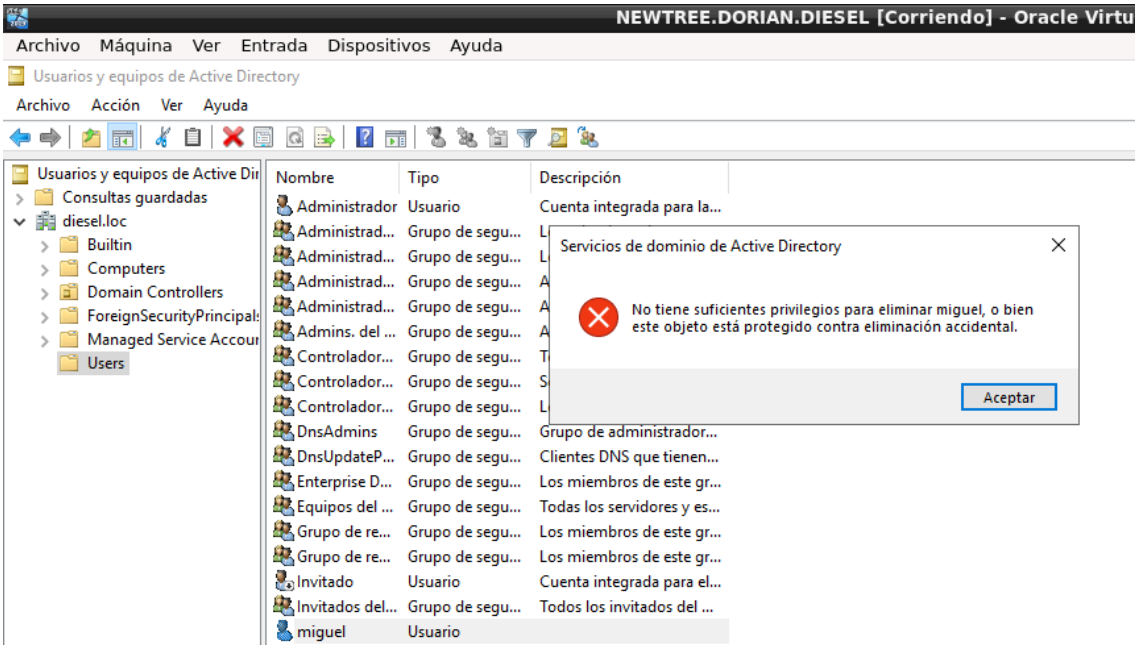 NEWTREE.DORIAN.DIESEL [Corriendo] - Oracle Virtu
Archivo Máquina Ver Entrada Dispositivos Ayuda
Usuarios y equipos de Active Directory
Archivo Acción Ver Ayuda
Usuarios y equipos de Active Dir
Consultas guardadas
diesel.loc
Builtin
Computers
Domain Controllers
ForeignSecurityPrincipals
Managed Service Accour
Users
Nombre Tipo Descripción
Administrador Usuario Cuenta integrada para la...
Administrad... Grupo de segu... L
Administrad... Grupo de segu... L
Administrad... Grupo de segu... A
Administrad... Grupo de segu... A
Admins. del ... Grupo de segu... A
Controlador... Grupo de segu... T
Controlador... Grupo de segu... S
Controlador... Grupo de segu... L
DnsAdmins Grupo de segu... Grupo de administrador...
DnsUpdateP... Grupo de segu... Clientes DNS que tienen...
Enterprise D... Grupo de segu... Los miembros de este gr...
Equipos del ... Grupo de segu... Todas los servidores y es...
Grupo de re... Grupo de segu... Los miembros de este gr...
Grupo de re... Grupo de segu... Los miembros de este gr...
Invitado Usuario Cuenta integrada para el...
Invitados del... Grupo de segu... Todos los invitados del ...
miguel Usuario
Servicios de dominio de Active Directory
No tiene suficientes privilegios para eliminar miguel, o bien
este objeto está protegido contra eliminación accidental.
Aceptar